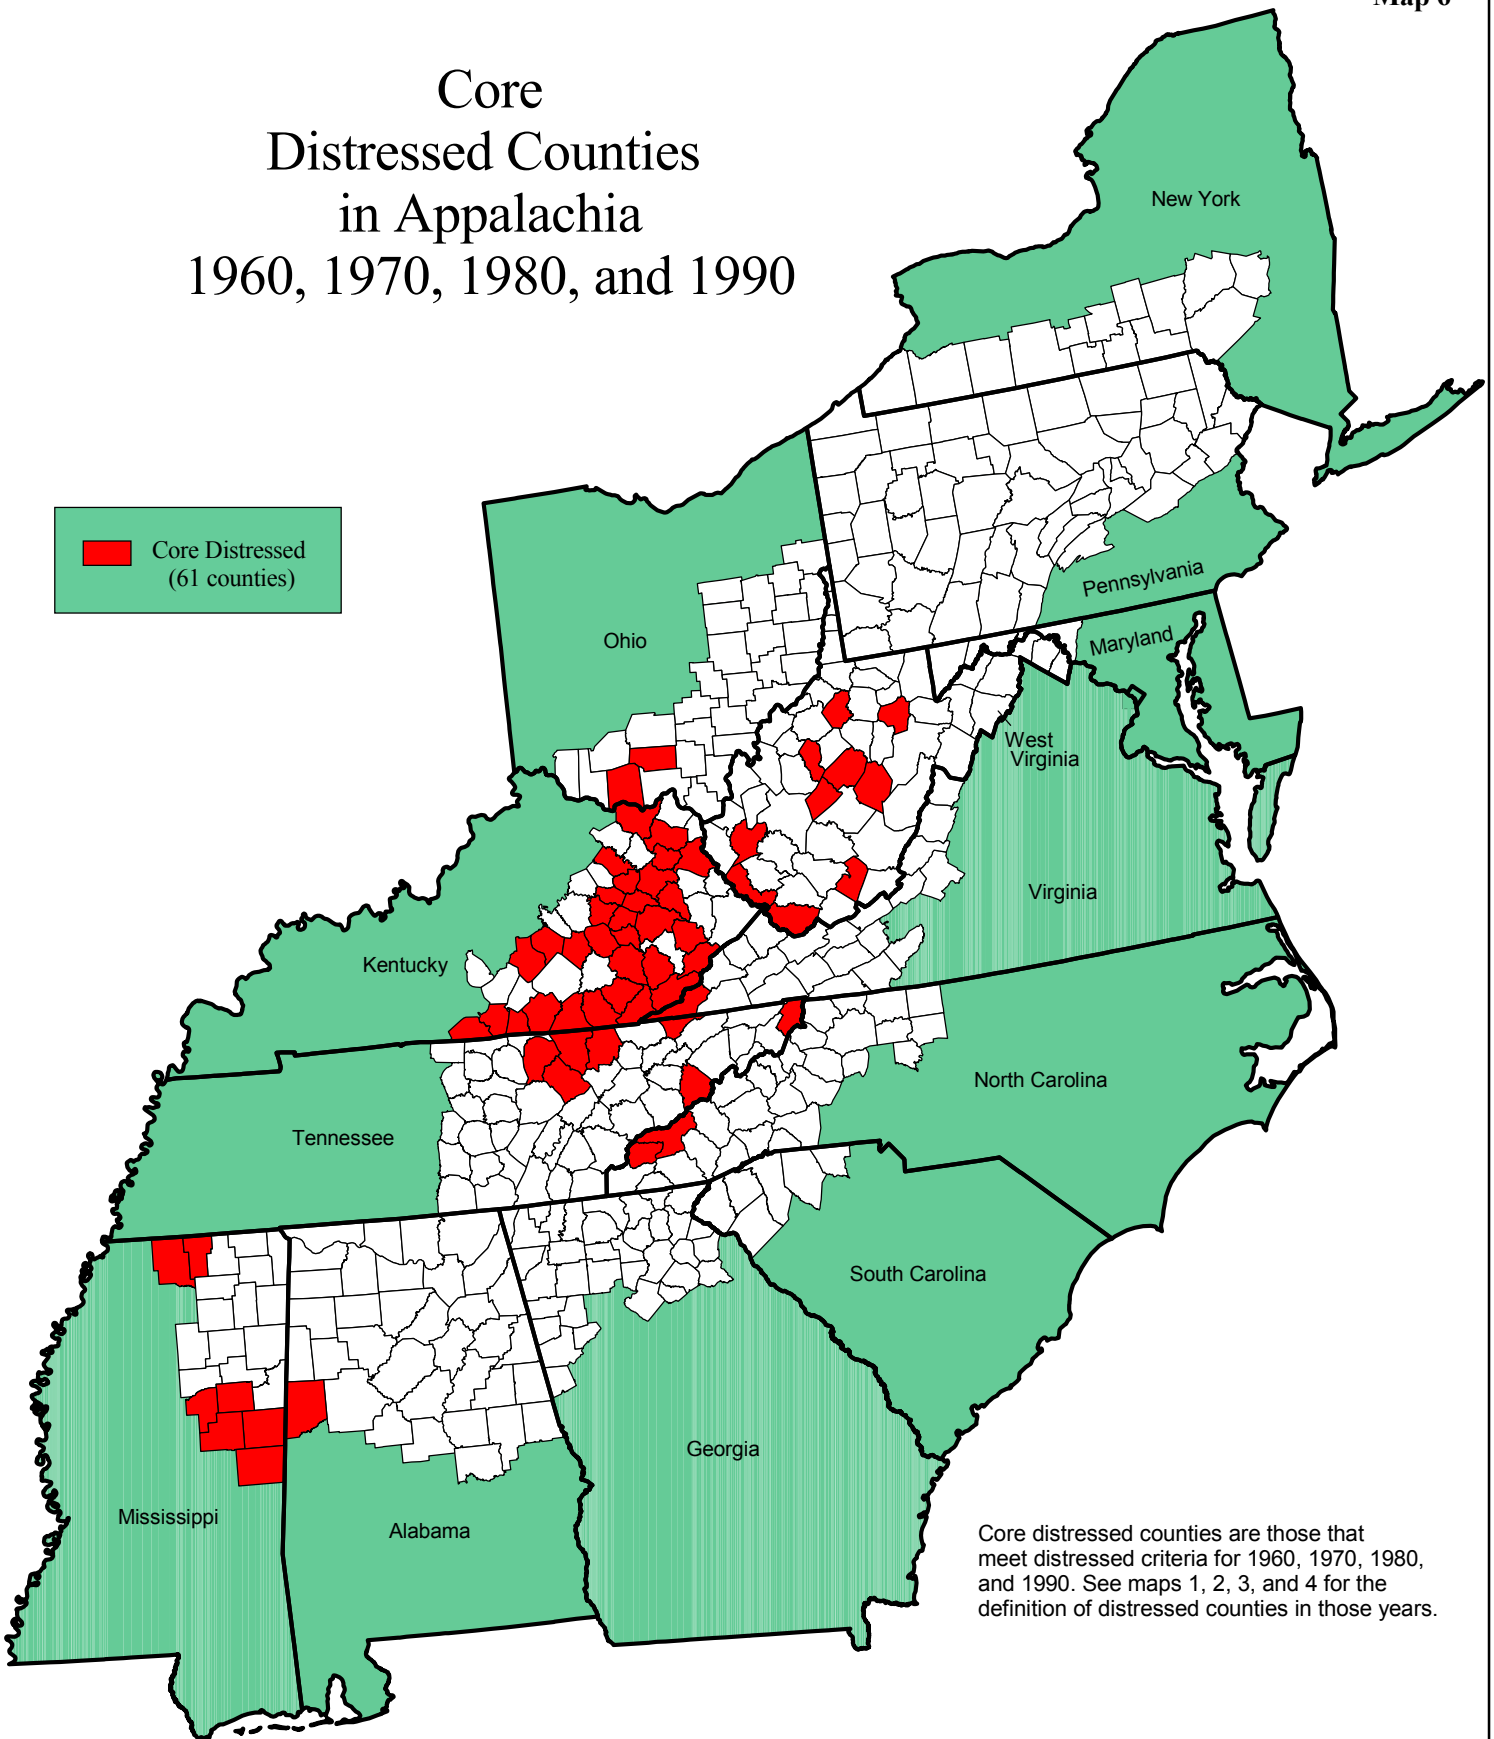 Map 6
Core
Distressed Counties
in Appalachia
1960, 1970, 1980, and 1990
New York
Core Distressed
(61 counties)
Pennsylvania
Ohio
Maryland
West
Virginia
Virginia
Kentucky
North Carolina
Tennessee
South Carolina
Georgia
Mississippi
Alabama
Core distressed counties are those that
meet distressed criteria for 1960, 1970, 1980,
and 1990. See maps 1, 2, 3, and 4 for the
definition of distressed counties in those years.